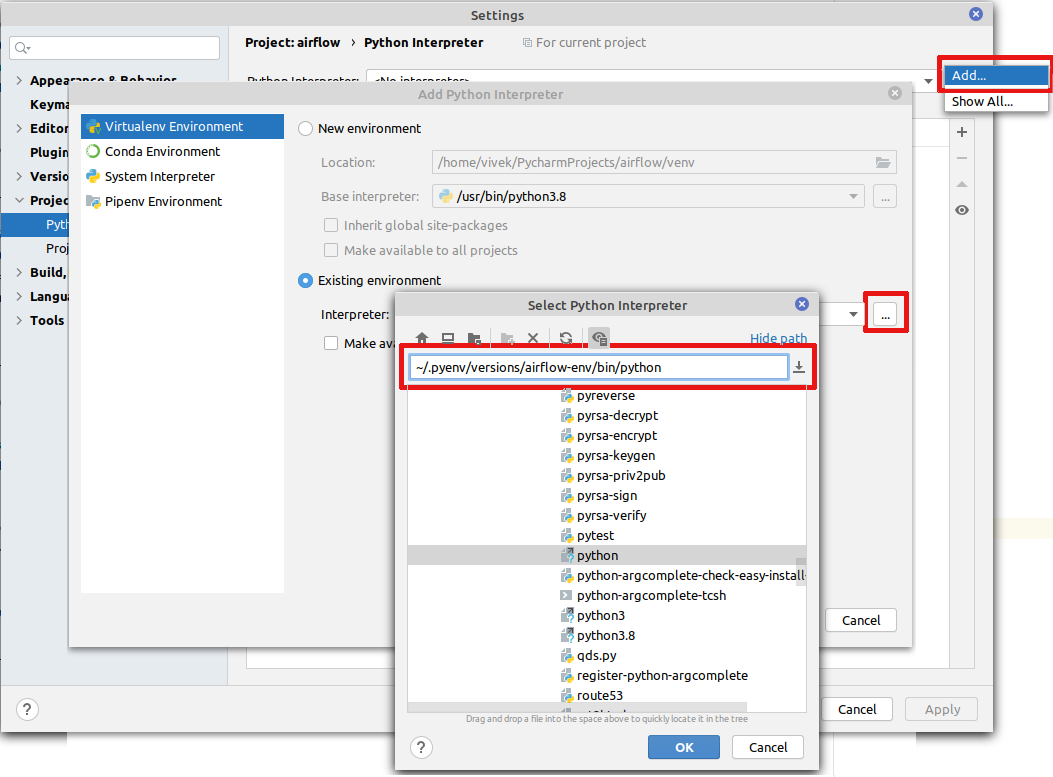 Settings
Project: airflow › Python Interpreter For current project
Python Interpreter: <No interpreter>
Add...
Show All...
Appearance & Behavior
Keyma
Editor
Plugin
Versio
Projec
Pyth
Proj
Build,
Langua
Tools
Add Python Interpreter
Virtualenv Environment
Conda Environment
System Interpreter
Pipenv Environment
New environment
Location: /home/vivek/PycharmProjects/airflow/venv
Base interpreter: /usr/bin/python3.8 ...
Inherit global site-packages
Make available to all projects
Existing environment
Interpreter: ...
Make ava
Select Python Interpreter
Hide path
~/.pyenv/versions/airflow-env/bin/python
pyreverse
pyrsa-decrypt
pyrsa-encrypt
pyrsa-keygen
pyrsa-priv2pub
pyrsa-sign
pyrsa-verify
pytest
python
python-argcomplete-check-easy-install-
python-argcomplete-tcsh
python3
python3.8
qds.py
register-python-argcomplete
route53
Drag and drop a file into the space above to quickly locate it in the tree
? OK Cancel
Cancel
? Cancel Apply